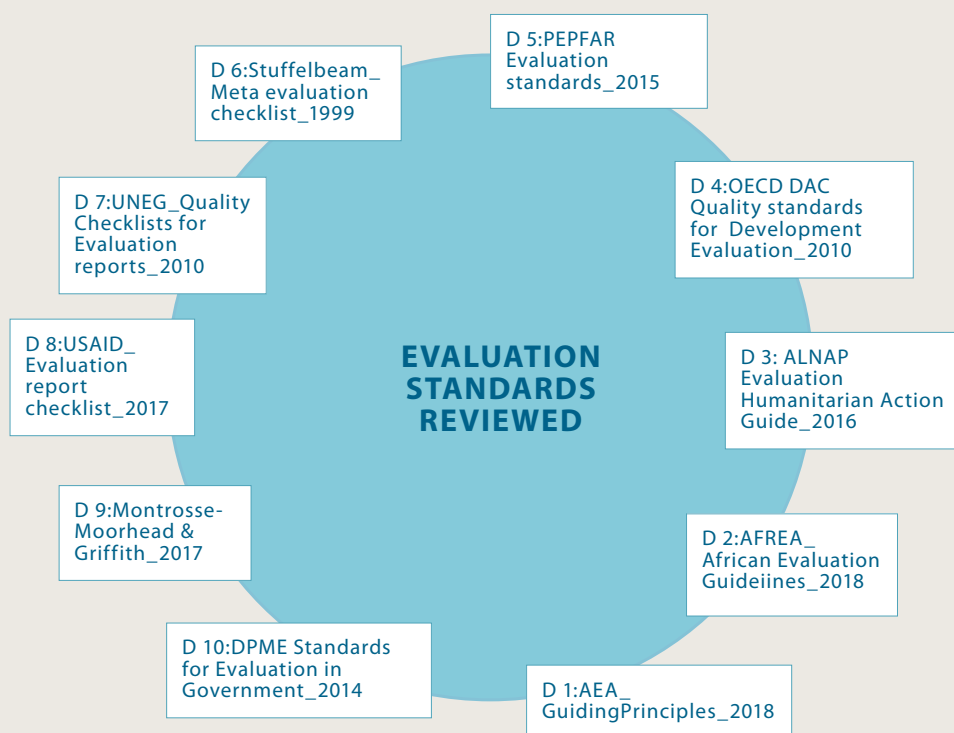 D 5:PEPFAR
Evaluation
standards_2015
D 6:Stuffelbeam_
Meta evaluation
checklist_1999
D 4:OECD DAC
Quality standards
for Development
Evaluation_2010
D 7:UNEG_Quality
Checklists for
Evaluation
reports_2010
D 8:USAID_
Evaluation
report
checklist_2017
EVALUATION
STANDARDS
REVIEWED
D 3: ALNAP
Evaluation
Humanitarian Action
Guide_2016
D 9:Montrosse-
Moorhead &
Griffith_2017
D 2:AFREA_
African Evaluation
Guideiines_2018
D 10:DPME Standards
for Evaluation in
Government_2014
D 1:AEA_
GuidingPrinciples_2018